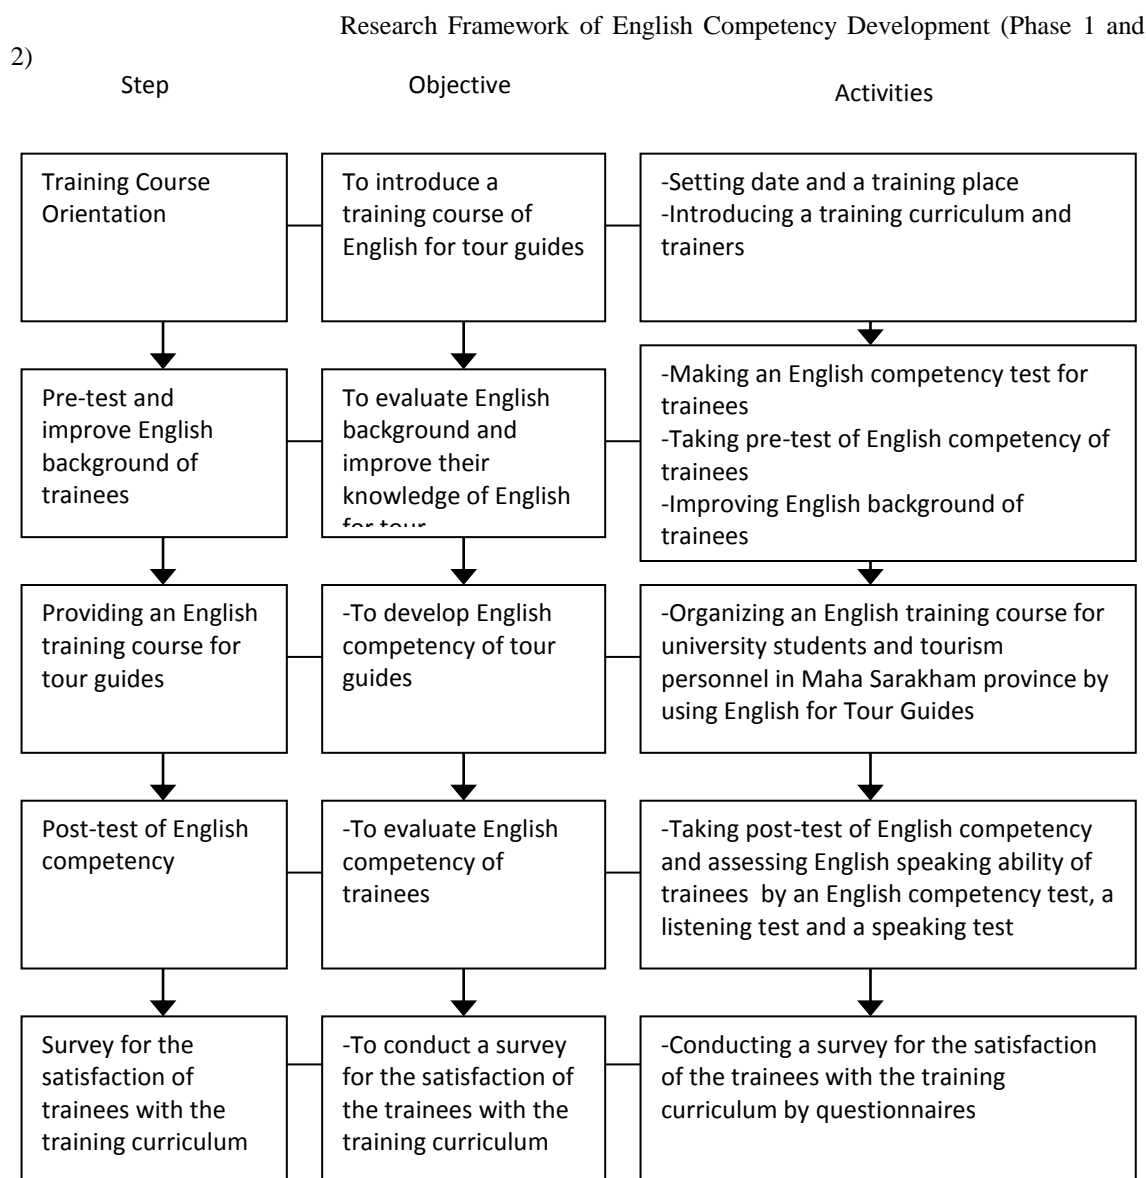 Research Framework of English Competency Development (Phase 1 and
2)
Step
Objective
Activities
Training Course
Orientation
To introduce a
training course of
English for tour guides
-Setting date and a training place
-Introducing a training curriculum and
trainers
Pre-test and
improve English
background of
trainees
To evaluate English
background and
improve their
knowledge of English
for tour
-Making an English competency test for
trainees
-Taking pre-test of English competency of
trainees
-Improving English background of
trainees
Providing an English
training course for
tour guides
-To develop English
competency of tour
guides
-Organizing an English training course for
university students and tourism
personnel in Maha Sarakham province by
using English for Tour Guides
Post-test of English
competency
-To evaluate English
competency of
trainees
-Taking post-test of English competency
and assessing English speaking ability of
trainees by an English competency test, a
listening test and a speaking test
Survey for the
satisfaction of
trainees with the
training curriculum
-To conduct a survey
for the satisfaction of
the trainees with the
training curriculum
-Conducting a survey for the satisfaction
of the trainees with the training
curriculum by questionnaires